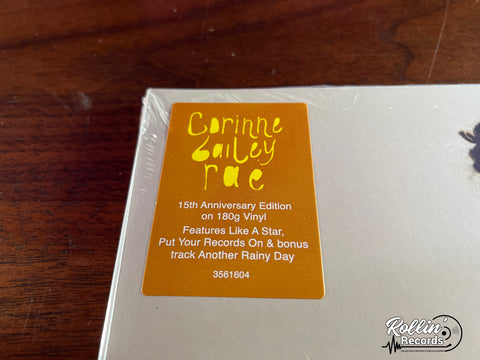 Corinne
bailey
rae
15th Anniversary Edition
on 180g Vinyl
Features Like A Star,
Put Your Records On & bonus
track Another Rainy Day
3561604
Rollin'
Records